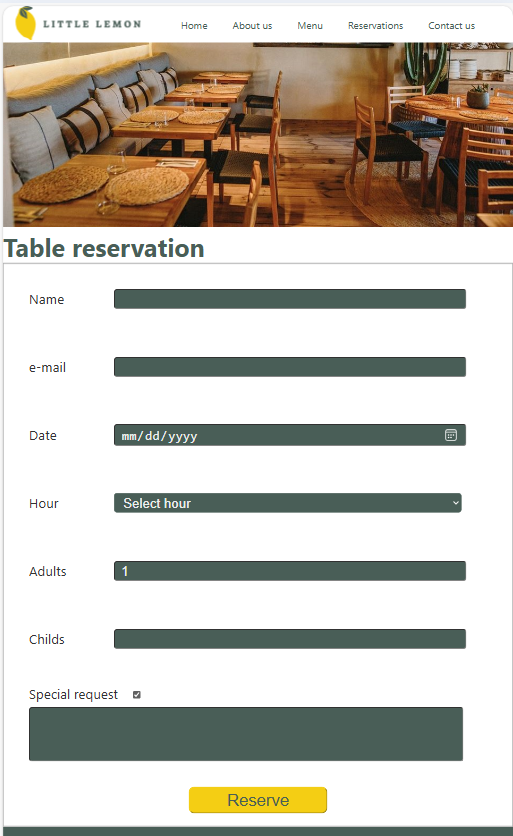 LITTLE LEMON Home About us Menu Reservations Contact us
Table reservation
Name
e-mail
Date mm/dd/yyyy
Hour Select hour
Adults 1
Childs
Special request
Reserve